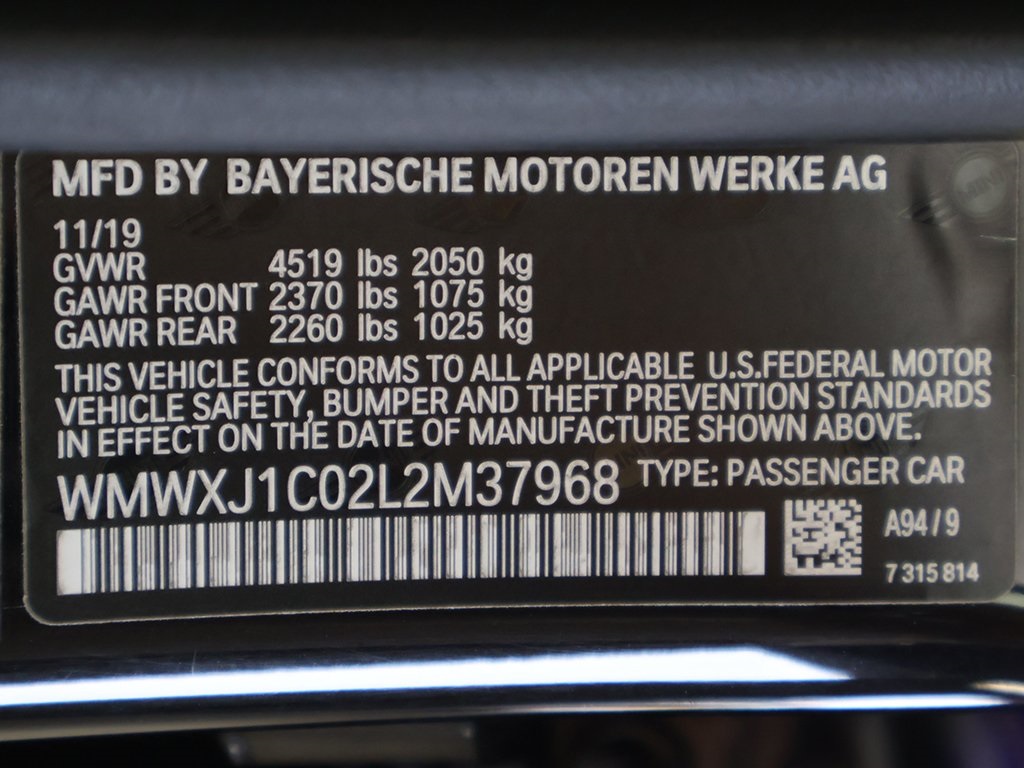 MFD BY BAYERISCHE MOTOREN WERKE AG
11/19
GVWR 4519 lbs 2050 kg
GAWR FRONT 2370 lbs 1075 kg
GAWR REAR 2260 lbs 1025 kg
THIS VEHICLE CONFORMS TO ALL APPLICABLE U.S.FEDERAL MOTOR
VEHICLE SAFETY, BUMPER AND THEFT PREVENTION STANDARDS
IN EFFECT ON THE DATE OF MANUFACTURE SHOWN ABOVE.
WMWXJ1C02L2M37968 TYPE: PASSENGER CAR
A94/9
7 315 814
MINI